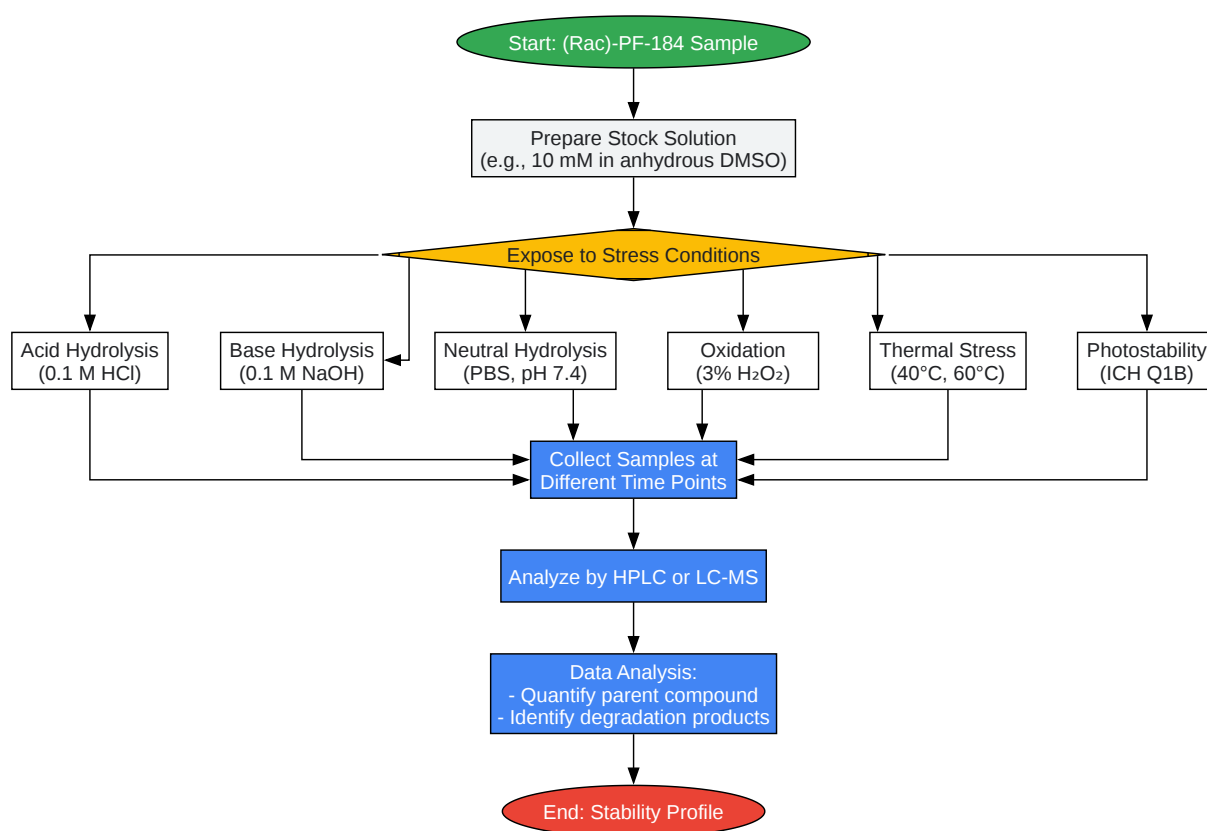 Start: (Rac)-PF-184 Sample
Prepare Stock Solution
(e.g., 10 mM in anhydrous DMSO)
Expose to Stress Conditions
Acid Hydrolysis
(0.1 M HCl)
Base Hydrolysis
(0.1 M NaOH)
Neutral Hydrolysis
(PBS, pH 7.4)
Oxidation
(3% H₂O₂)
Thermal Stress
(40°C, 60°C)
Photostability
(ICH Q1B)
Collect Samples at
Different Time Points
Analyze by HPLC or LC-MS
Data Analysis:
- Quantify parent compound
- Identify degradation products
End: Stability Profile